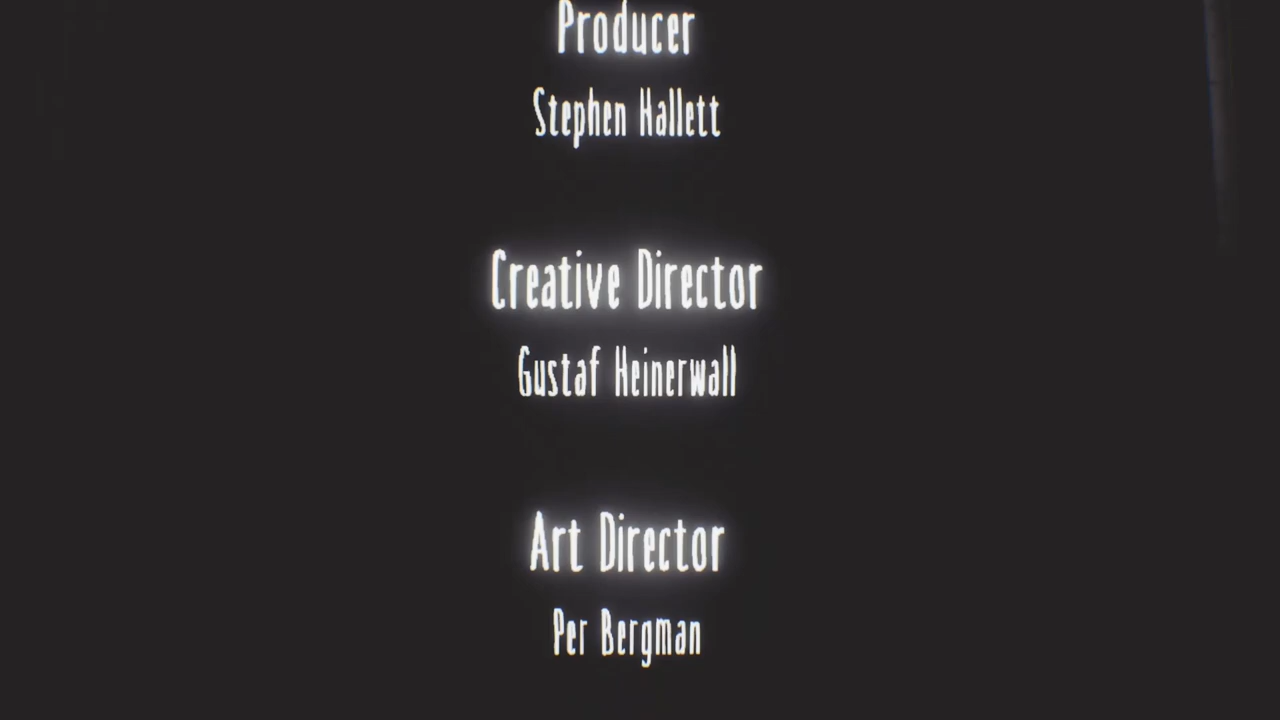 Producer
Stephen Hallett
Creative Director
Gustaf Heinerwall
Art Director
Per Bergman